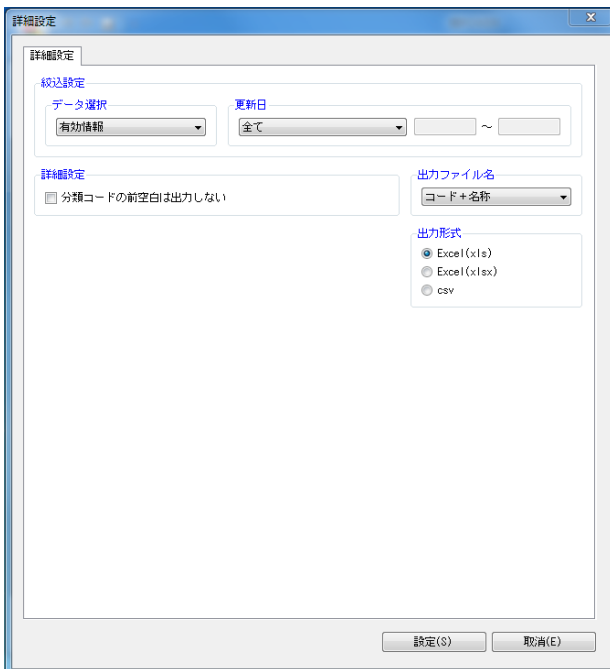 詳細設定
詳細設定
絞込設定
データ選択
更新日
有効情報
全て
～
詳細設定
出力ファイル名
分類コードの前空白は出力しない
コード+名称
出力形式
Excel(xls)
Excel(xlsx)
csv
設定(S)
取消(E)